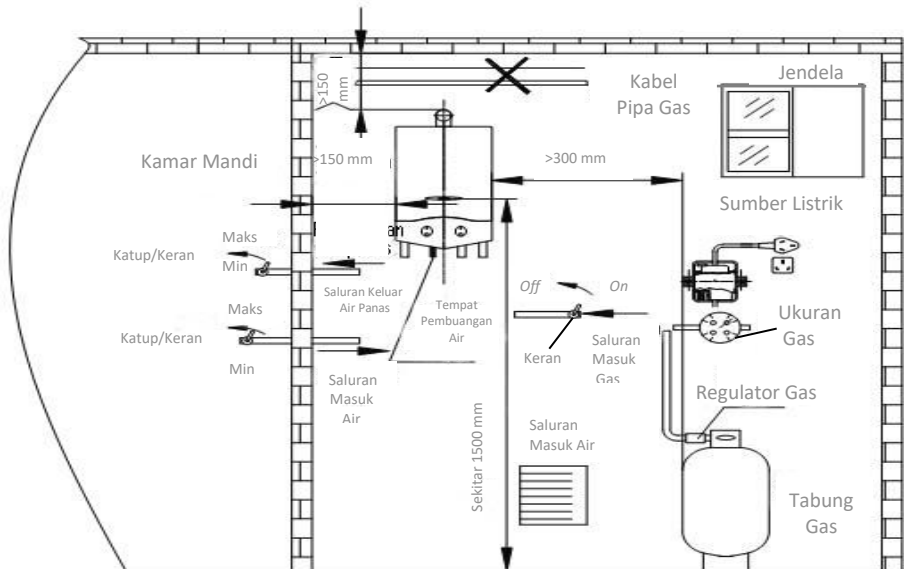 >150
mm
Kabel
Pipa Gas
Jendela
Kamar Mandi
>150 mm
>300 mm
Sumber Listrik
Maks
Katup/Keran
Min
Saluran Keluar
Air Panas
Tempat
Pembuangan
Air
Off
On
Ukuran
Gas
Maks
Katup/Keran
Min
Keran
Saluran
Masuk
Gas
Saluran
Masuk
Air
Regulator Gas
Sekitar 1500 mm
Saluran
Masuk Air
Tabung
Gas